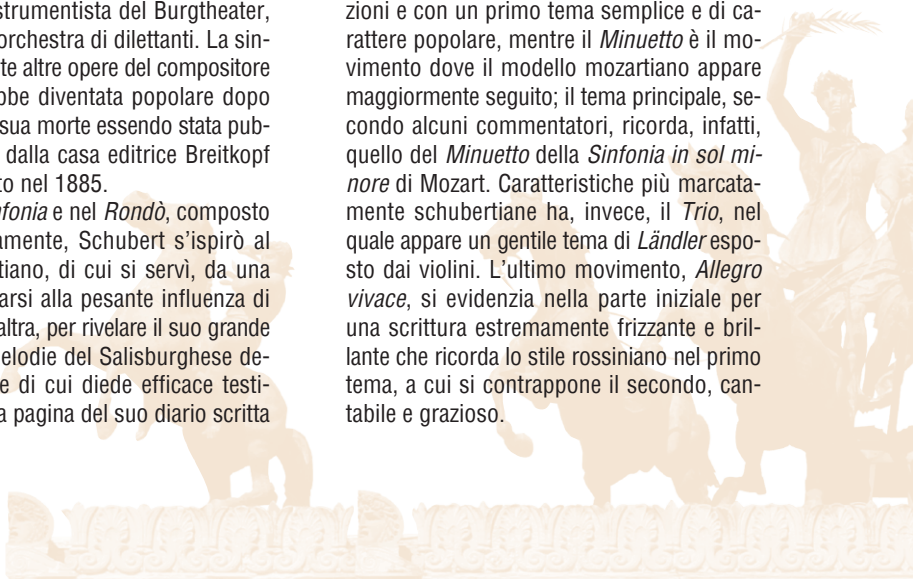 strumentista del Burgtheater,
orchestra di dilettanti. La sin-
te altre opere del compositore
bbe diventata popolare dopo
sua morte essendo stata pub-
dalla casa editrice Breitkopf
to nel 1885.
nfonia e nel Rondò, composto
amente, Schubert s'ispirò al
tiano, di cui si servì, da una
arsi alla pesante influenza di
altra, per rivelare il suo grande
elodie del Salisburghese de-
e di cui diede efficace testi-
a pagina del suo diario scritta
zioni e con un primo tema semplice e di ca-
rattere popolare, mentre il Minuetto è il mo-
vimento dove il modello mozartiano appare
maggiormente seguito; il tema principale, se-
condo alcuni commentatori, ricorda, infatti,
quello del Minuetto della Sinfonia in sol mi-
nore di Mozart. Caratteristiche più marcata-
mente schubertiane ha, invece, il Trio, nel
quale appare un gentile tema di Ländler espo-
sto dai violini. L'ultimo movimento, Allegro
vivace, si evidenzia nella parte iniziale per
una scrittura estremamente frizzante e bril-
lante che ricorda lo stile rossiniano nel primo
tema, a cui si contrappone il secondo, can-
tabile e grazioso.